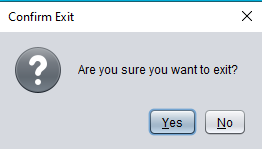 Confirm Exit
Are you sure you want to exit?
Yes No